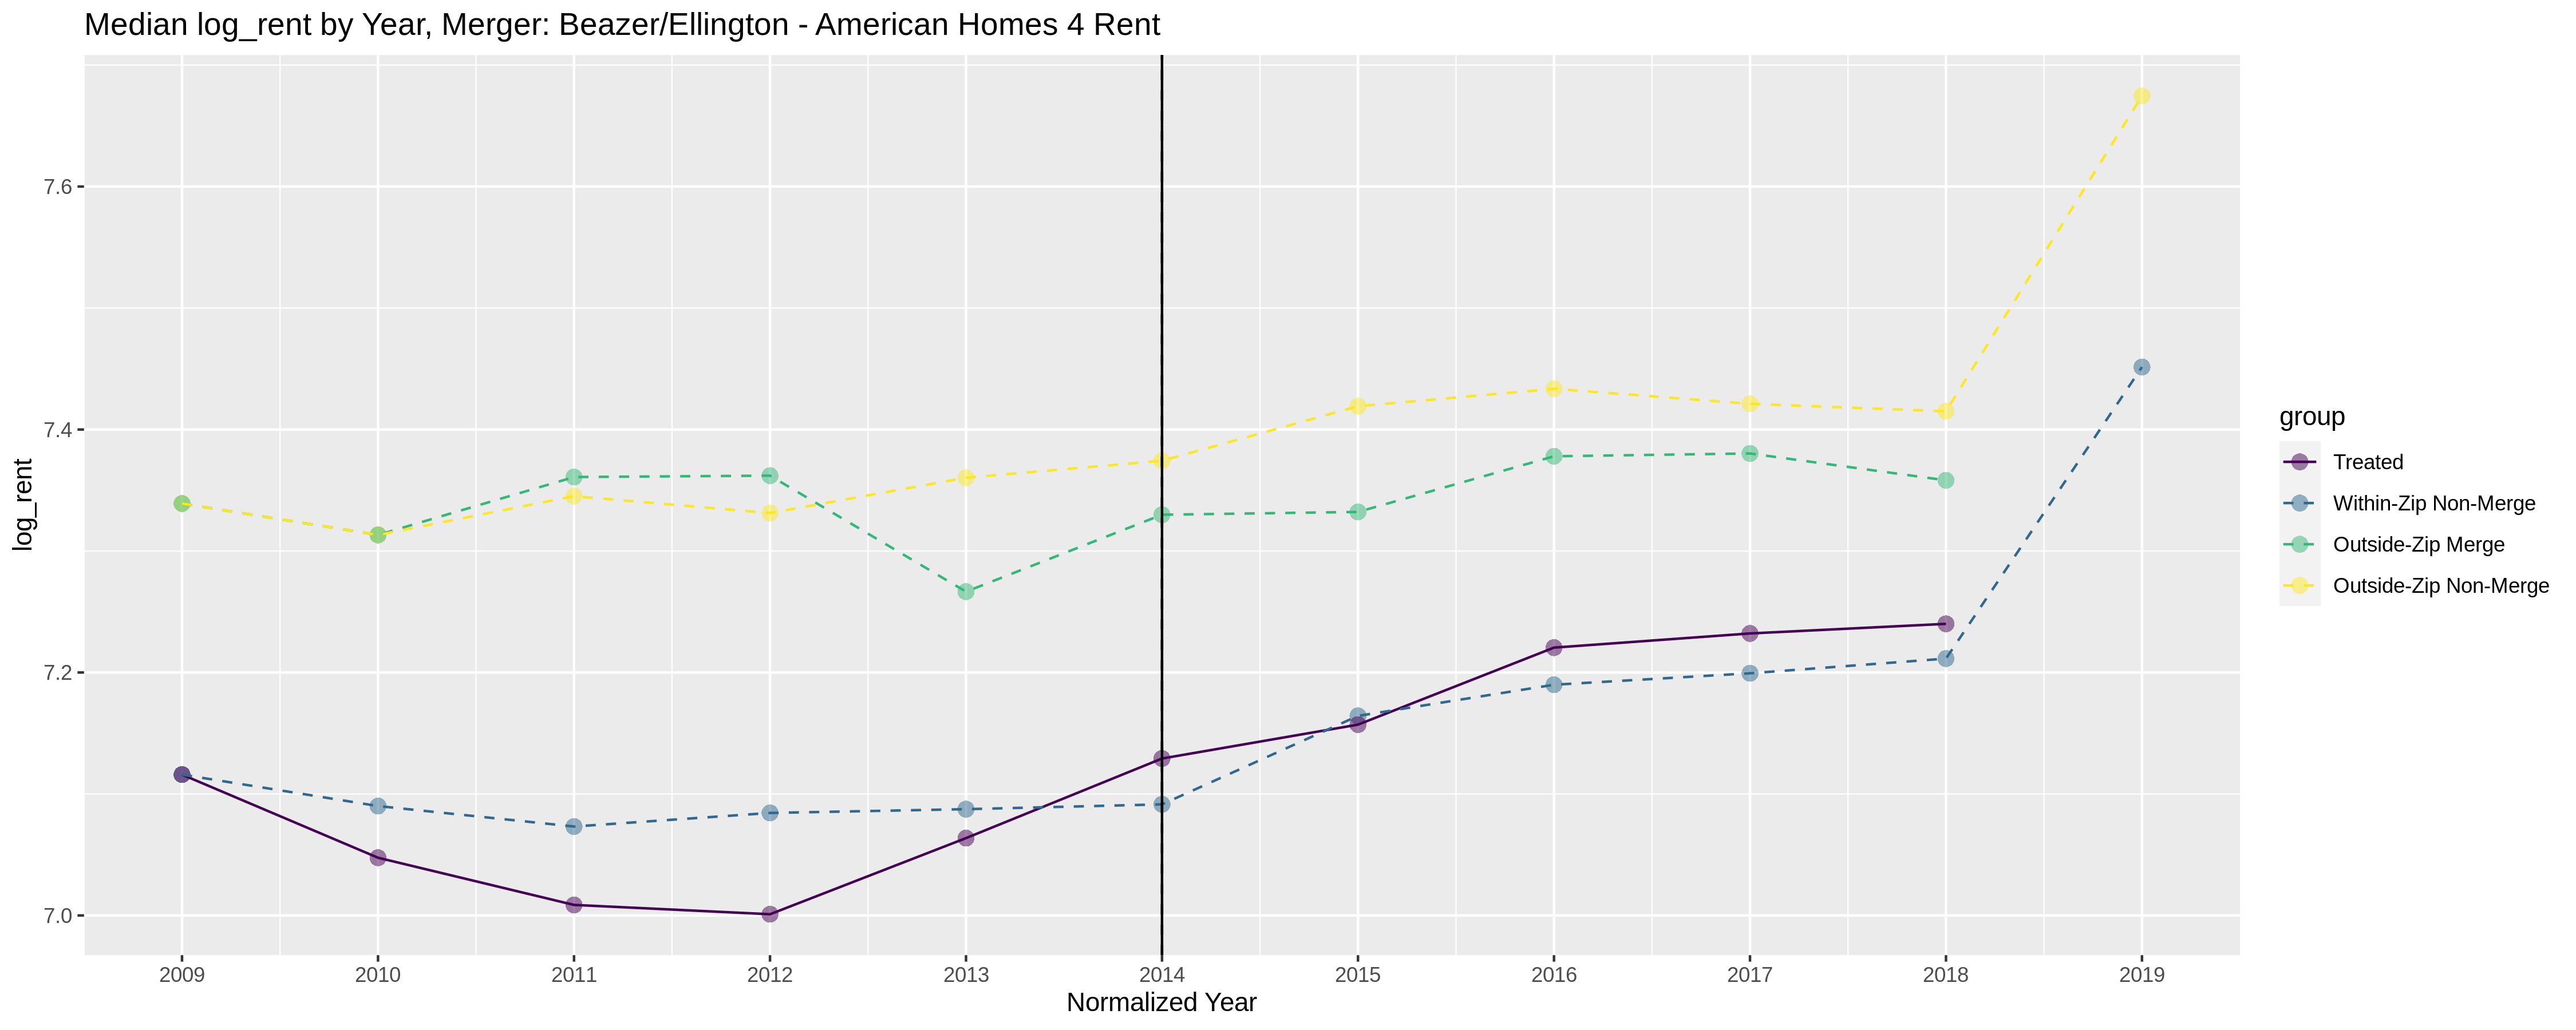 Median log_rent by Year, Merger: Beazer/Ellington - American Homes 4 Rent
7.6
7.4
7.2
7.0
log_rent
2009 2010 2011 2012 2013 2014 2015 2016 2017 2018 2019
Normalized Year
group
Treated
Within-Zip Non-Merge
Outside-Zip Merge
Outside-Zip Non-Merge